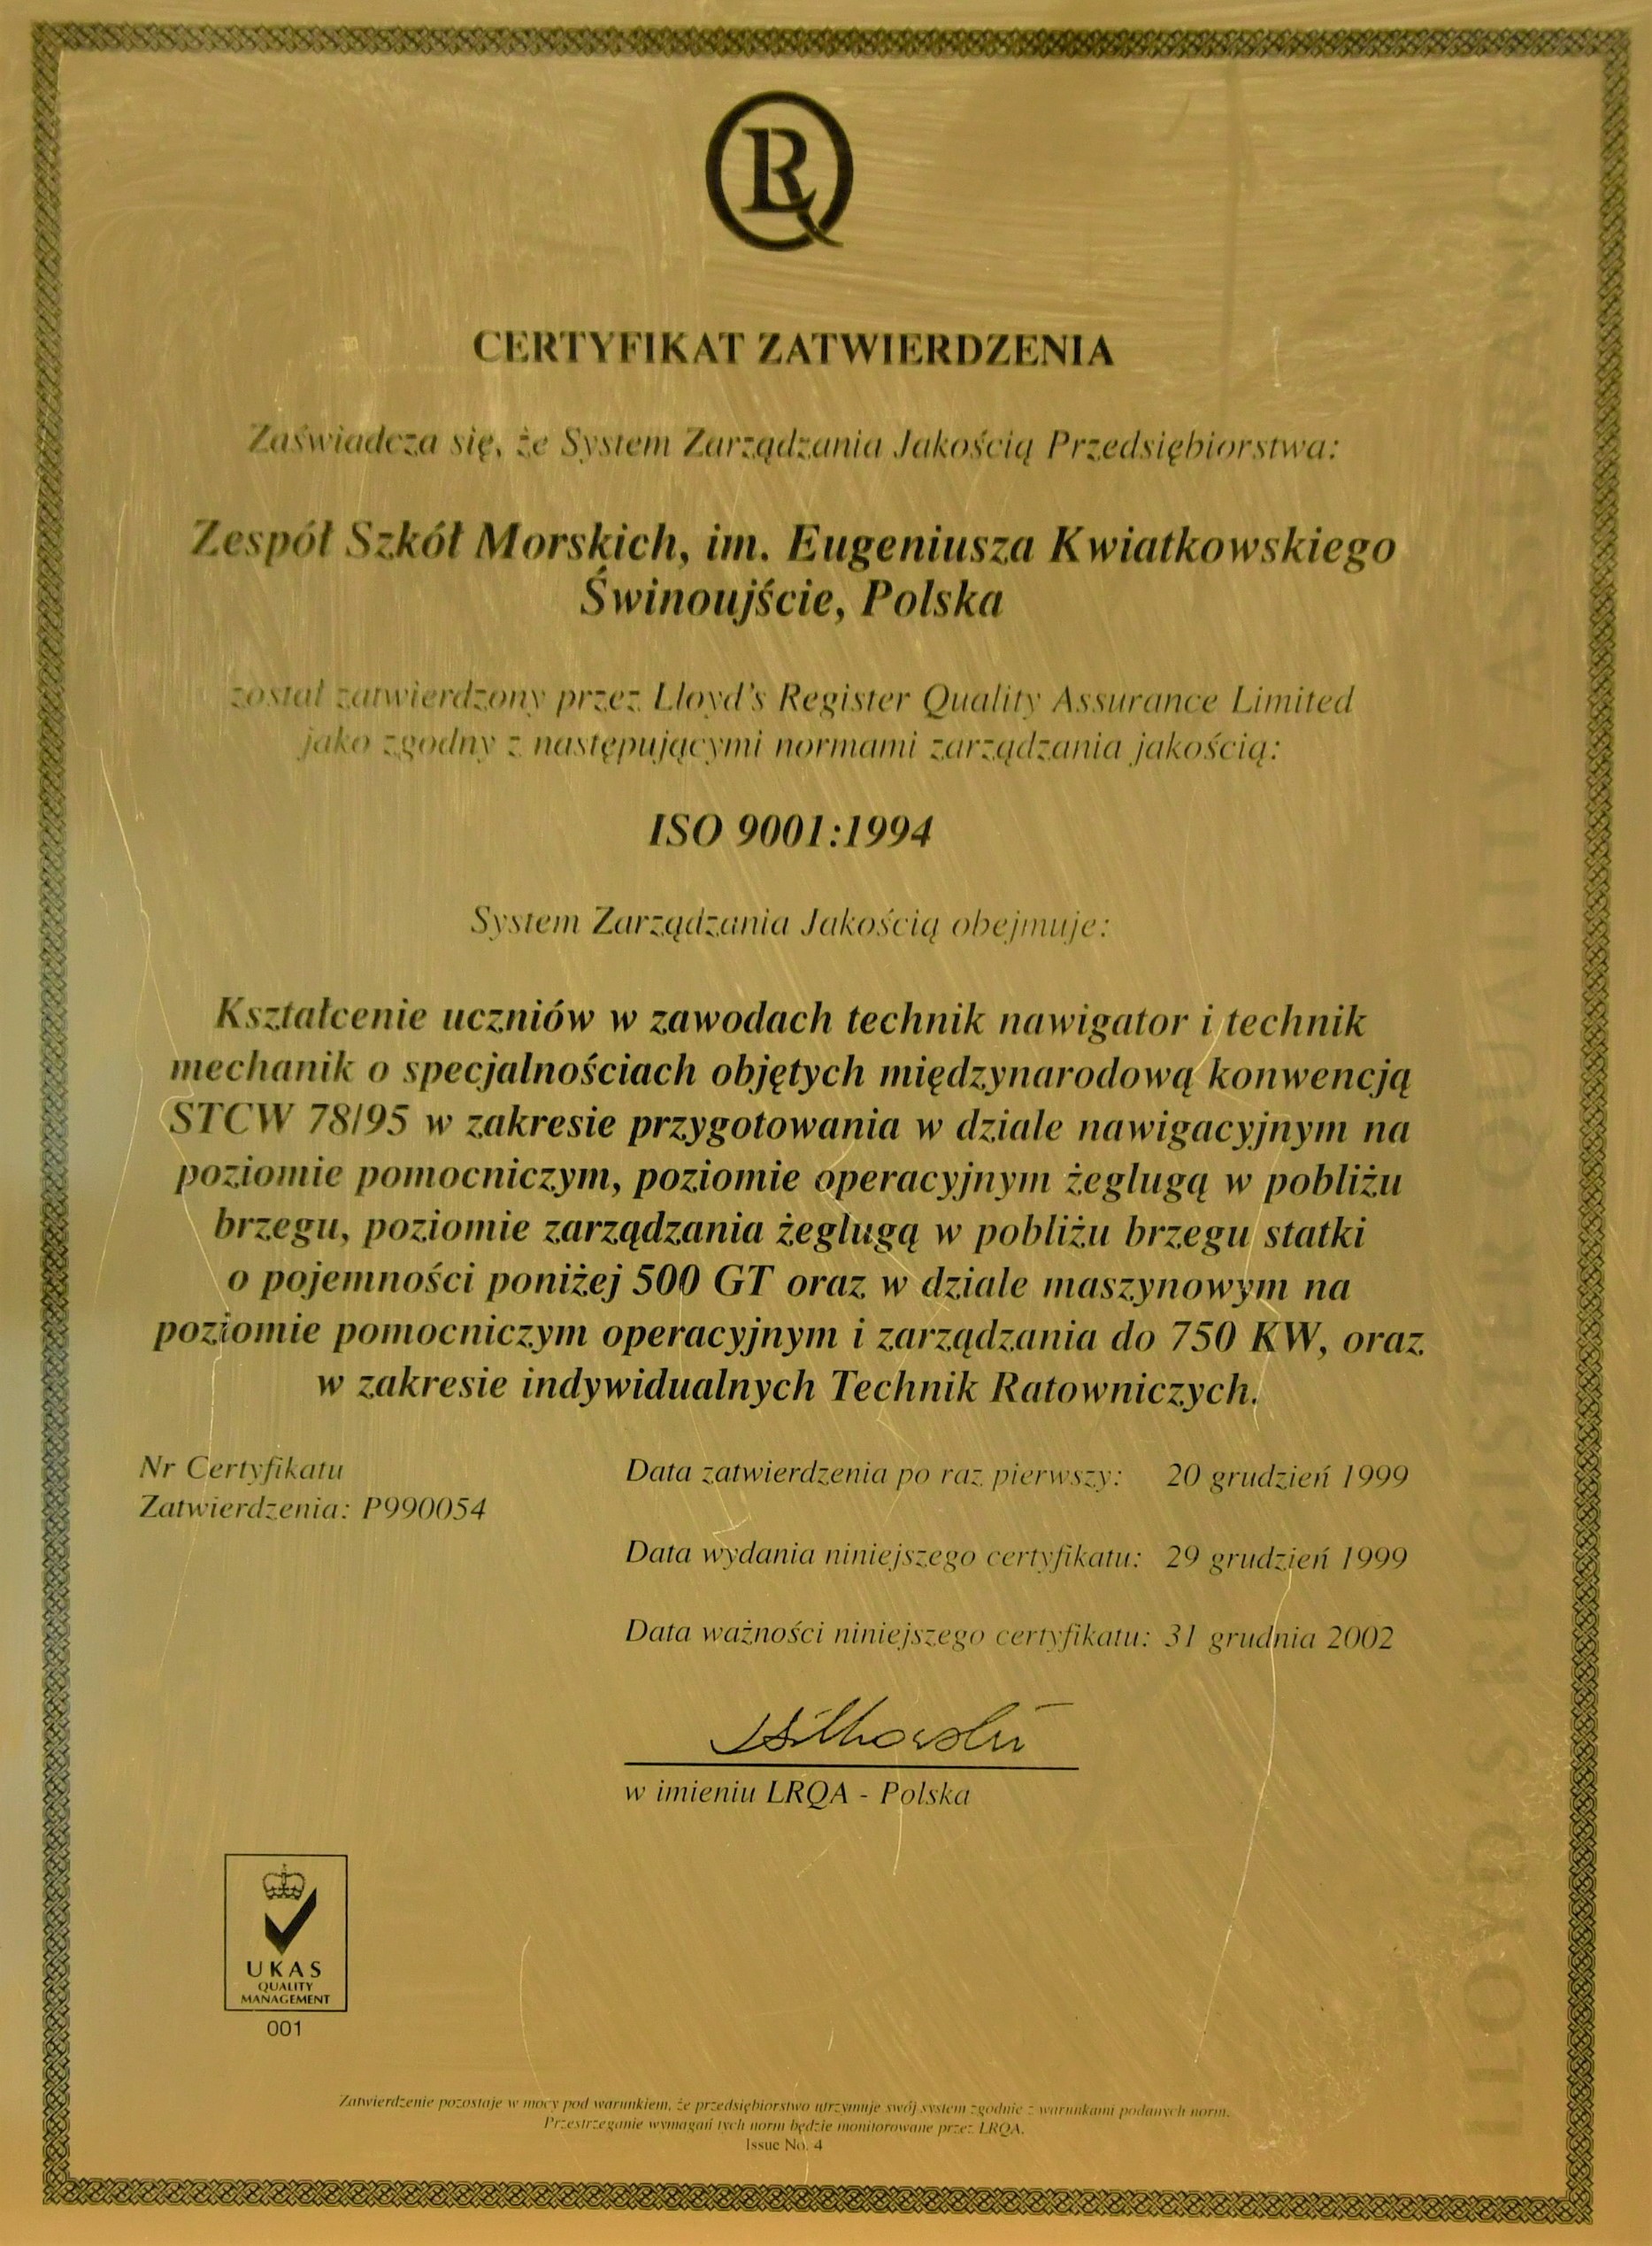 LRQ
CERTYFIKAT ZATWIERDZENIA
Zaświadcza się, że System Zarządzania Jakością Przedsiębiorstwa:
Zespół Szkół Morskich, im. Eugeniusza Kwiatkowskiego
Świnoujście, Polska
został zatwierdzony przez Lloyd's Register Quality Assurance Limited
jako zgodny z następującymi normami zarządzania jakością:
ISO 9001:1994
System Zarządzania Jakością obejmuje:
Kształcenie uczniów w zawodach technik nawigator i technik
mechanik o specjalnościach objętych międzynarodową konwencją
STCW 78/95 w zakresie przygotowania w dziale nawigacyjnym na
poziomie pomocniczym, poziomie operacyjnym żeglugą w pobliżu
brzegu, poziomie zarządzania żeglugą w pobliżu brzegu statki
o pojemności poniżej 500 GT oraz w dziale maszynowym na
poziomie pomocniczym operacyjnym i zarządzania do 750 KW, oraz
w zakresie indywidualnych Technik Ratowniczych.
Nr Certyfikatu
Zatwierdzenia: P990054
Data zatwierdzenia po raz pierwszy: 20 grudzień 1999
Data wydania niniejszego certyfikatu: 29 grudzień 1999
Data ważności niniejszego certyfikatu: 31 grudnia 2002
w imieniu LRQA - Polska
UKAS
QUALITY
MANAGEMENT
001
Zatwierdzenie pozostaje w mocy pod warunkiem, że przedsiębiorstwo utrzymuje swój system zgodnie z warunkami podanych norm.
Przestrzeganie wymagań tych norm będzie monitorowane przez LRQA.
Issue No. 4
LLOYD'S REGISTER QUALITY ASSURANCE